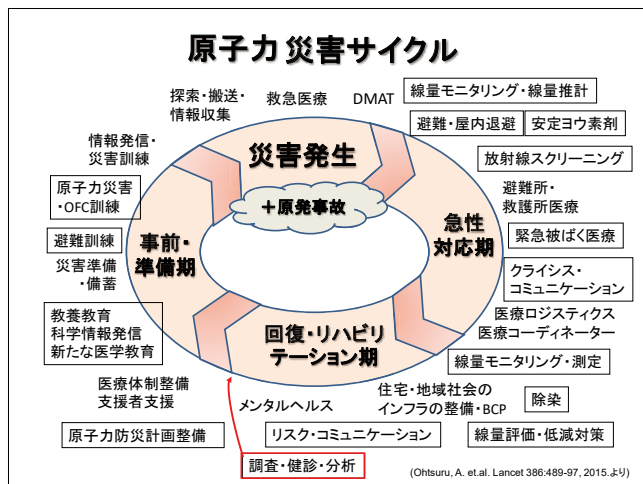 原子力災害サイクル
探索・搬送・
情報収集
救急医療
DMAT
線量モニタリング・線量推計
避難・屋内退避
安定ヨウ素剤
情報発信・
災害訓練
災害発生
放射線スクリーニング
原子力災害
・OFC訓練
+原発事故
避難所・
救護所医療
避難訓練
事前・
準備期
急性
対応期
緊急被ばく医療
災害準備
・備蓄
クライシス・
コミュニケーション
教養教育
科学情報発信
新たな医学教育
回復・リハビリ
テーション期
医療ロジスティクス
医療コーディネーター
線量モニタリング・測定
医療体制整備
支援者支援
メンタルヘルス
住宅・地域社会の
インフラの整備・BCP
除染
原子力防災計画整備
リスク・コミュニケーション
線量評価・低減対策
調査・健診・分析
(Ohtsuru, A. et.al. Lancet 386:489-97, 2015.より)